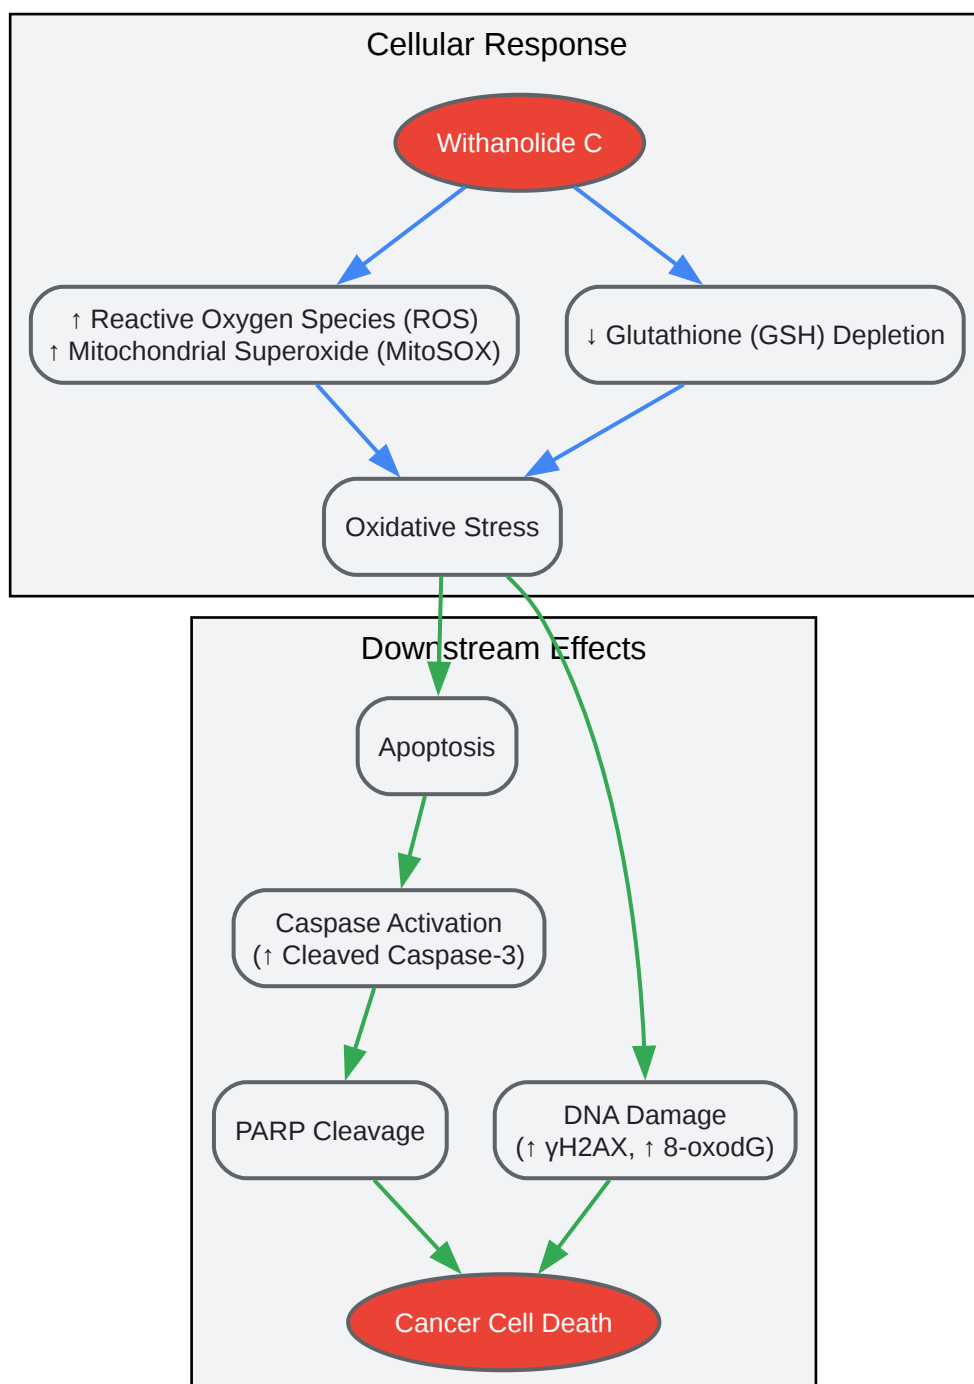 Cellular Response
Withanolide C
↑ Reactive Oxygen Species (ROS)
↑ Mitochondrial Superoxide (MitoSOX)
↓ Glutathione (GSH) Depletion
Oxidative Stress
Downstream Effects
Apoptosis
Caspase Activation
(↑ Cleaved Caspase-3)
PARP Cleavage
DNA Damage
(↑ γH2AX, ↑ 8-oxodG)
Cancer Cell Death